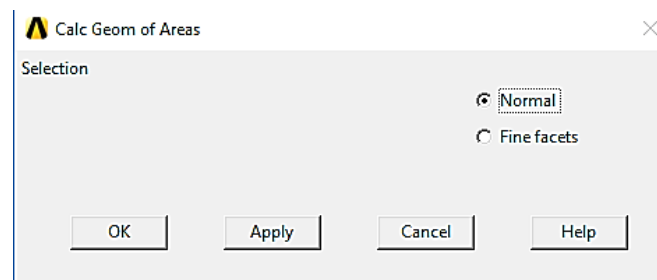 Calc Geom of Areas
Selection
Normal
Fine facets
OK Apply Cancel Help